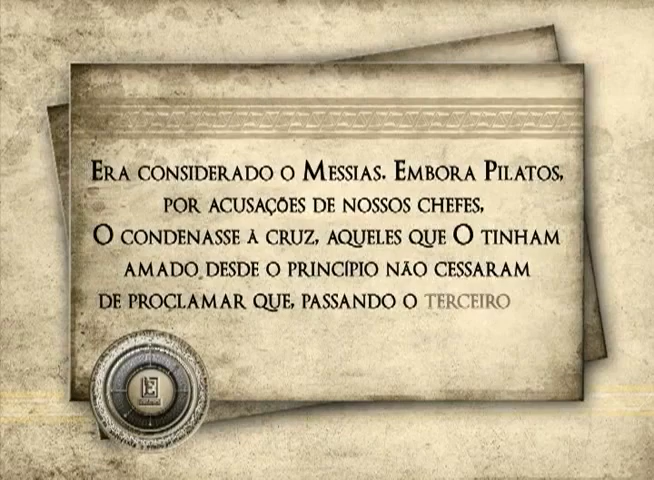 Era considerado o Messias. Embora Pilatos,
por acusações de nossos chefes,
O condenasse à cruz, aqueles que O tinham
amado desde o princípio não cessaram
de proclamar que, passando o terceiro
E